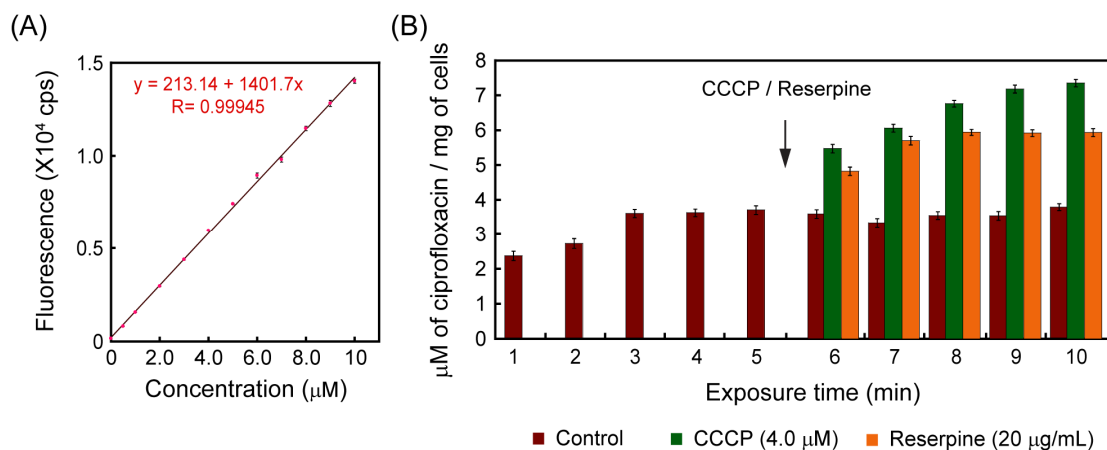 (A)
Fluorescence (X10⁴ cps)
1.5
1.0
0.5
0
y = 213.14 + 1401.7x
R= 0.99945
0 2.0 4.0 6.0 8.0 10
Concentration (μM)
(B)
μM of ciprofloxacin / mg of cells
8
7
6
5
4
3
2
1
0
CCCP / Reserpine
1 2 3 4 5 6 7 8 9 10
Exposure time (min)
Control CCCP (4.0 μM) Reserpine (20 μg/mL)